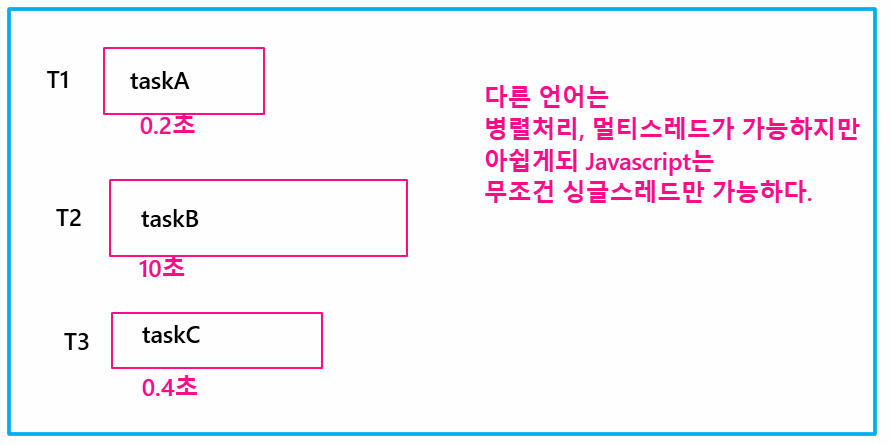 T1
taskA
0.2초
T2
taskB
10초
T3
taskC
0.4초
다른 언어는
병렬처리, 멀티스레드가 가능하지만
아쉽게되 Javascript는
무조건 싱글스레드만 가능하다.